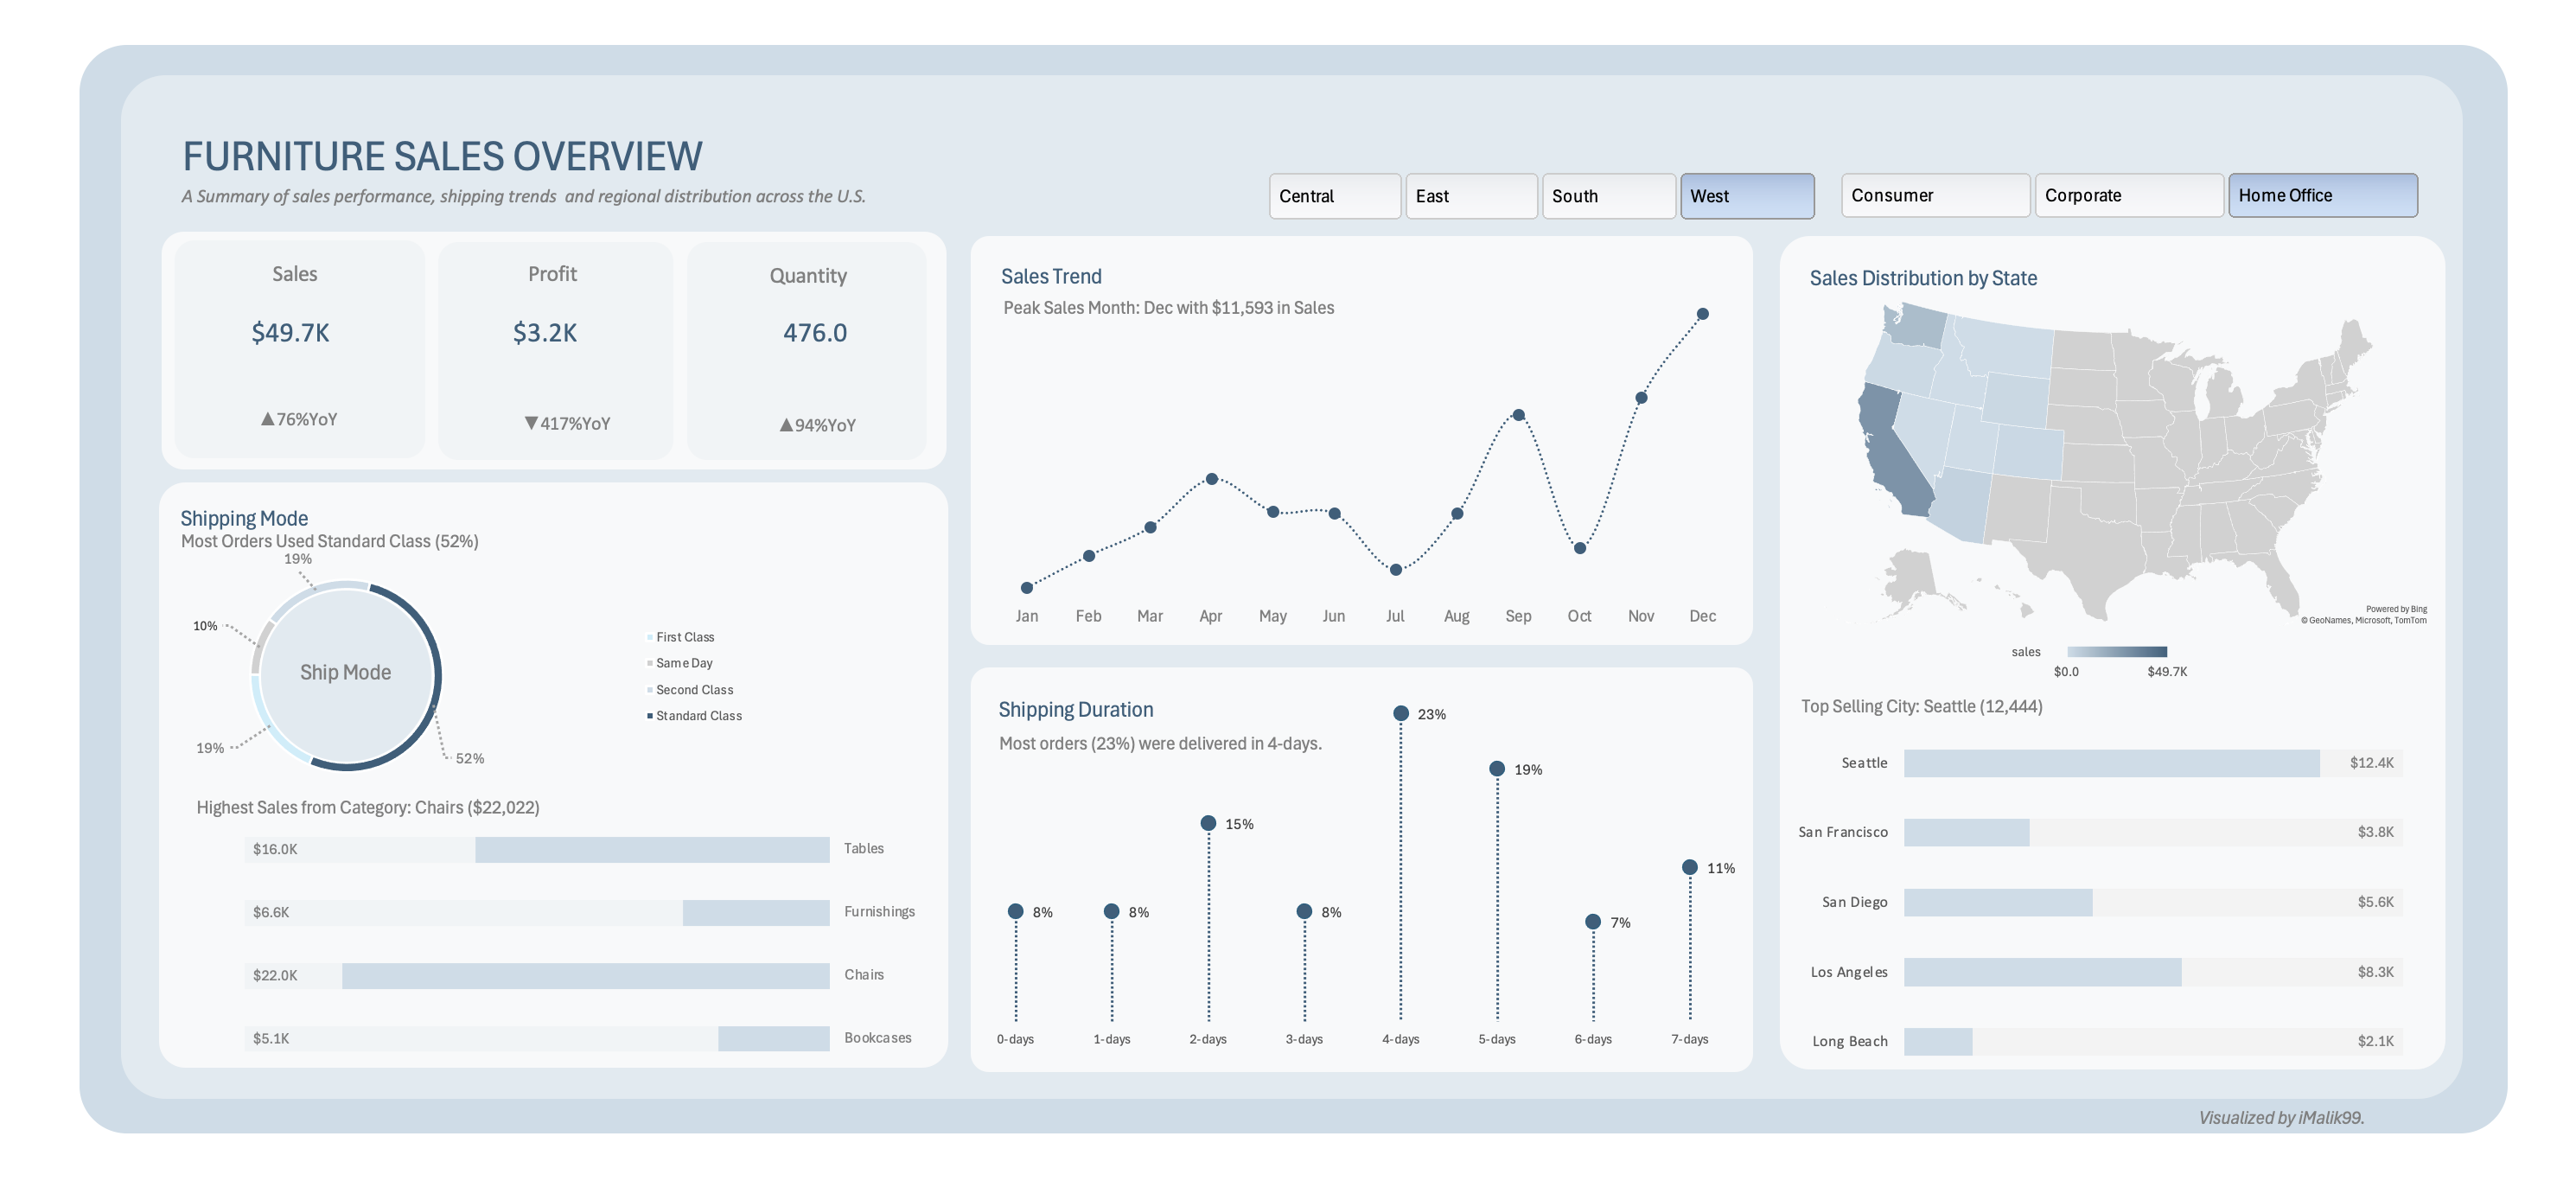 FURNITURE SALES OVERVIEW
A Summary of sales performance, shipping trends  and regional distribution across the U.S.
Central
East
South
West
Consumer
Corporate
Home Office
Sales
$49.7K
▲76%YoY
Profit
$3.2K
▼417%YoY
Quantity
476.0
▲94%YoY
Shipping Mode
Most Orders Used Standard Class (52%)
19%
10%
19%
52%
Ship Mode
First Class
Same Day
Second Class
Standard Class
Highest Sales from Category: Chairs ($22,022)
$16.0K Tables
$6.6K Furnishings
$22.0K Chairs
$5.1K Bookcases
Sales Trend
Peak Sales Month: Dec with $11,593 in Sales
Jan Feb Mar Apr May Jun Jul Aug Sep Oct Nov Dec
Shipping Duration
Most orders (23%) were delivered in 4-days.
8% 8% 15% 8% 23% 19% 7% 11%
0-days 1-days 2-days 3-days 4-days 5-days 6-days 7-days
Sales Distribution by State
Powered by Bing
© GeoNames, Microsoft, TomTom
sales
$0.0 $49.7K
Top Selling City: Seattle (12,444)
Seattle $12.4K
San Francisco $3.8K
San Diego $5.6K
Los Angeles $8.3K
Long Beach $2.1K
Visualized by iMalik99.